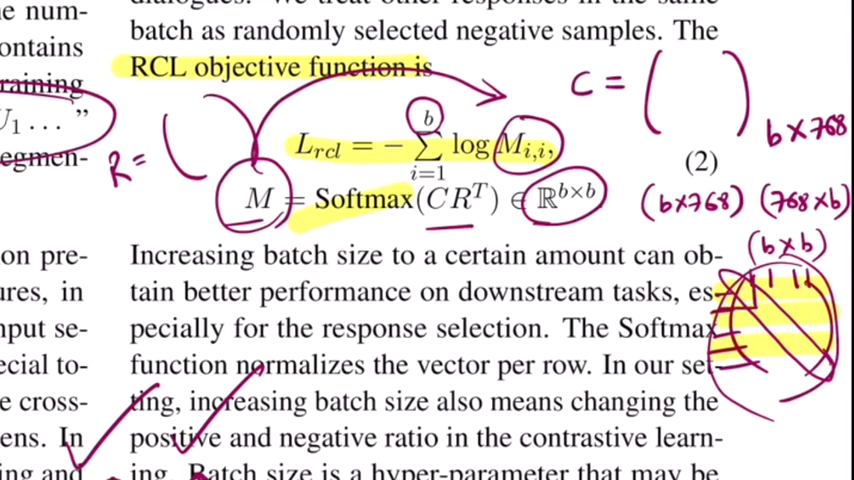 e num-
ontains
raining
U1 . . . ”
egmen-
on pre-
ures, in
nput se-
ecial to-
e cross-
ens. In
ing and
dialogues. We treat other responses in the same
batch as randomly selected negative samples. The
RCL objective function is
C = ( )
b x 768
R = ( )
L_rcl = − ∑_{i=1}^{b} log M_{i,i},
(2)
M = Softmax(CR^T) ∈ ℝ^{b×b}
(b x 768) (768 x b)
(b x b)
Increasing batch size to a certain amount can ob-
tain better performance on downstream tasks, es-
pecially for the response selection. The Softmax
function normalizes the vector per row. In our set-
ting, increasing batch size also means changing the
positive and negative ratio in the contrastive learn-
ing. Batch size is a hyper-parameter that may be